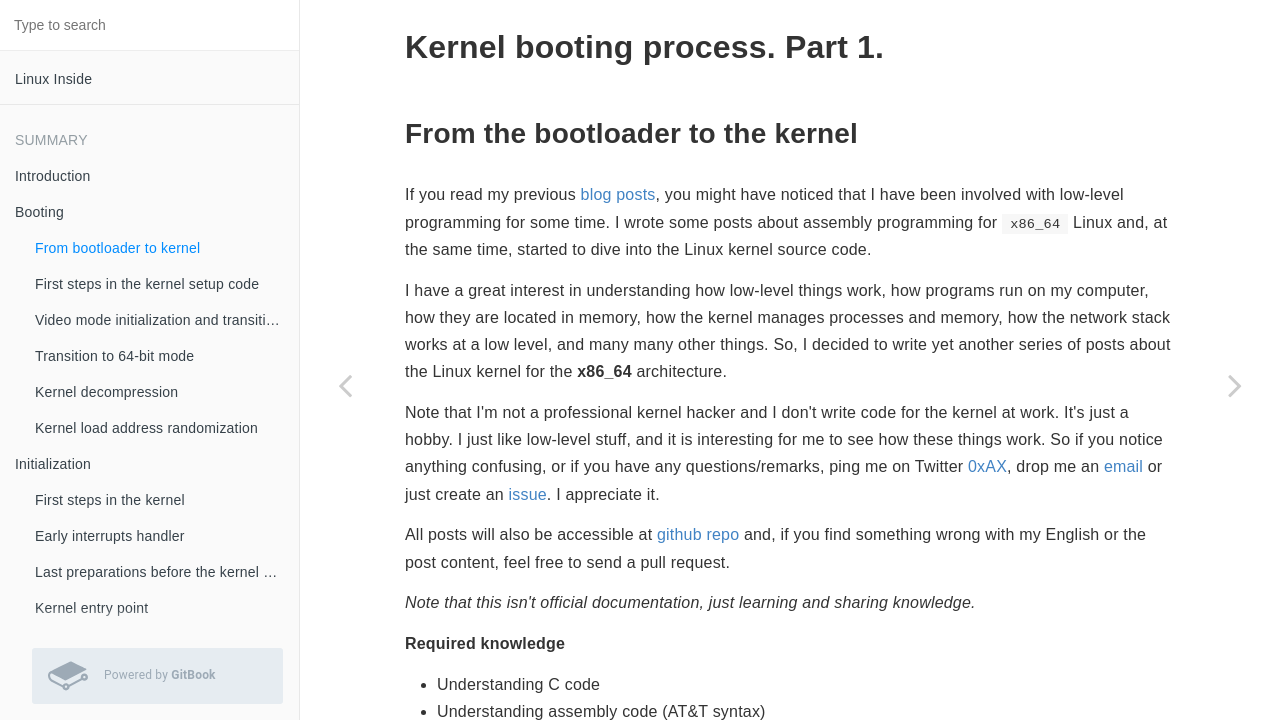 Type to search
Linux Inside
SUMMARY
Introduction
Booting
From bootloader to kernel
First steps in the kernel setup code
Video mode initialization and transiti…
Transition to 64-bit mode
Kernel decompression
Kernel load address randomization
Initialization
First steps in the kernel
Early interrupts handler
Last preparations before the kernel …
Kernel entry point
Powered by GitBook
Kernel booting process. Part 1.
From the bootloader to the kernel
If you read my previous blog posts, you might have noticed that I have been involved with low-level
programming for some time. I wrote some posts about assembly programming for x86_64 Linux and, at
the same time, started to dive into the Linux kernel source code.
I have a great interest in understanding how low-level things work, how programs run on my computer,
how they are located in memory, how the kernel manages processes and memory, how the network stack
works at a low level, and many many other things. So, I decided to write yet another series of posts about
the Linux kernel for the x86_64 architecture.
Note that I'm not a professional kernel hacker and I don't write code for the kernel at work. It's just a
hobby. I just like low-level stuff, and it is interesting for me to see how these things work. So if you notice
anything confusing, or if you have any questions/remarks, ping me on Twitter 0xAX, drop me an email or
just create an issue. I appreciate it.
All posts will also be accessible at github repo and, if you find something wrong with my English or the
post content, feel free to send a pull request.
Note that this isn't official documentation, just learning and sharing knowledge.
Required knowledge
• Understanding C code
• Understanding assembly code (AT&T syntax)